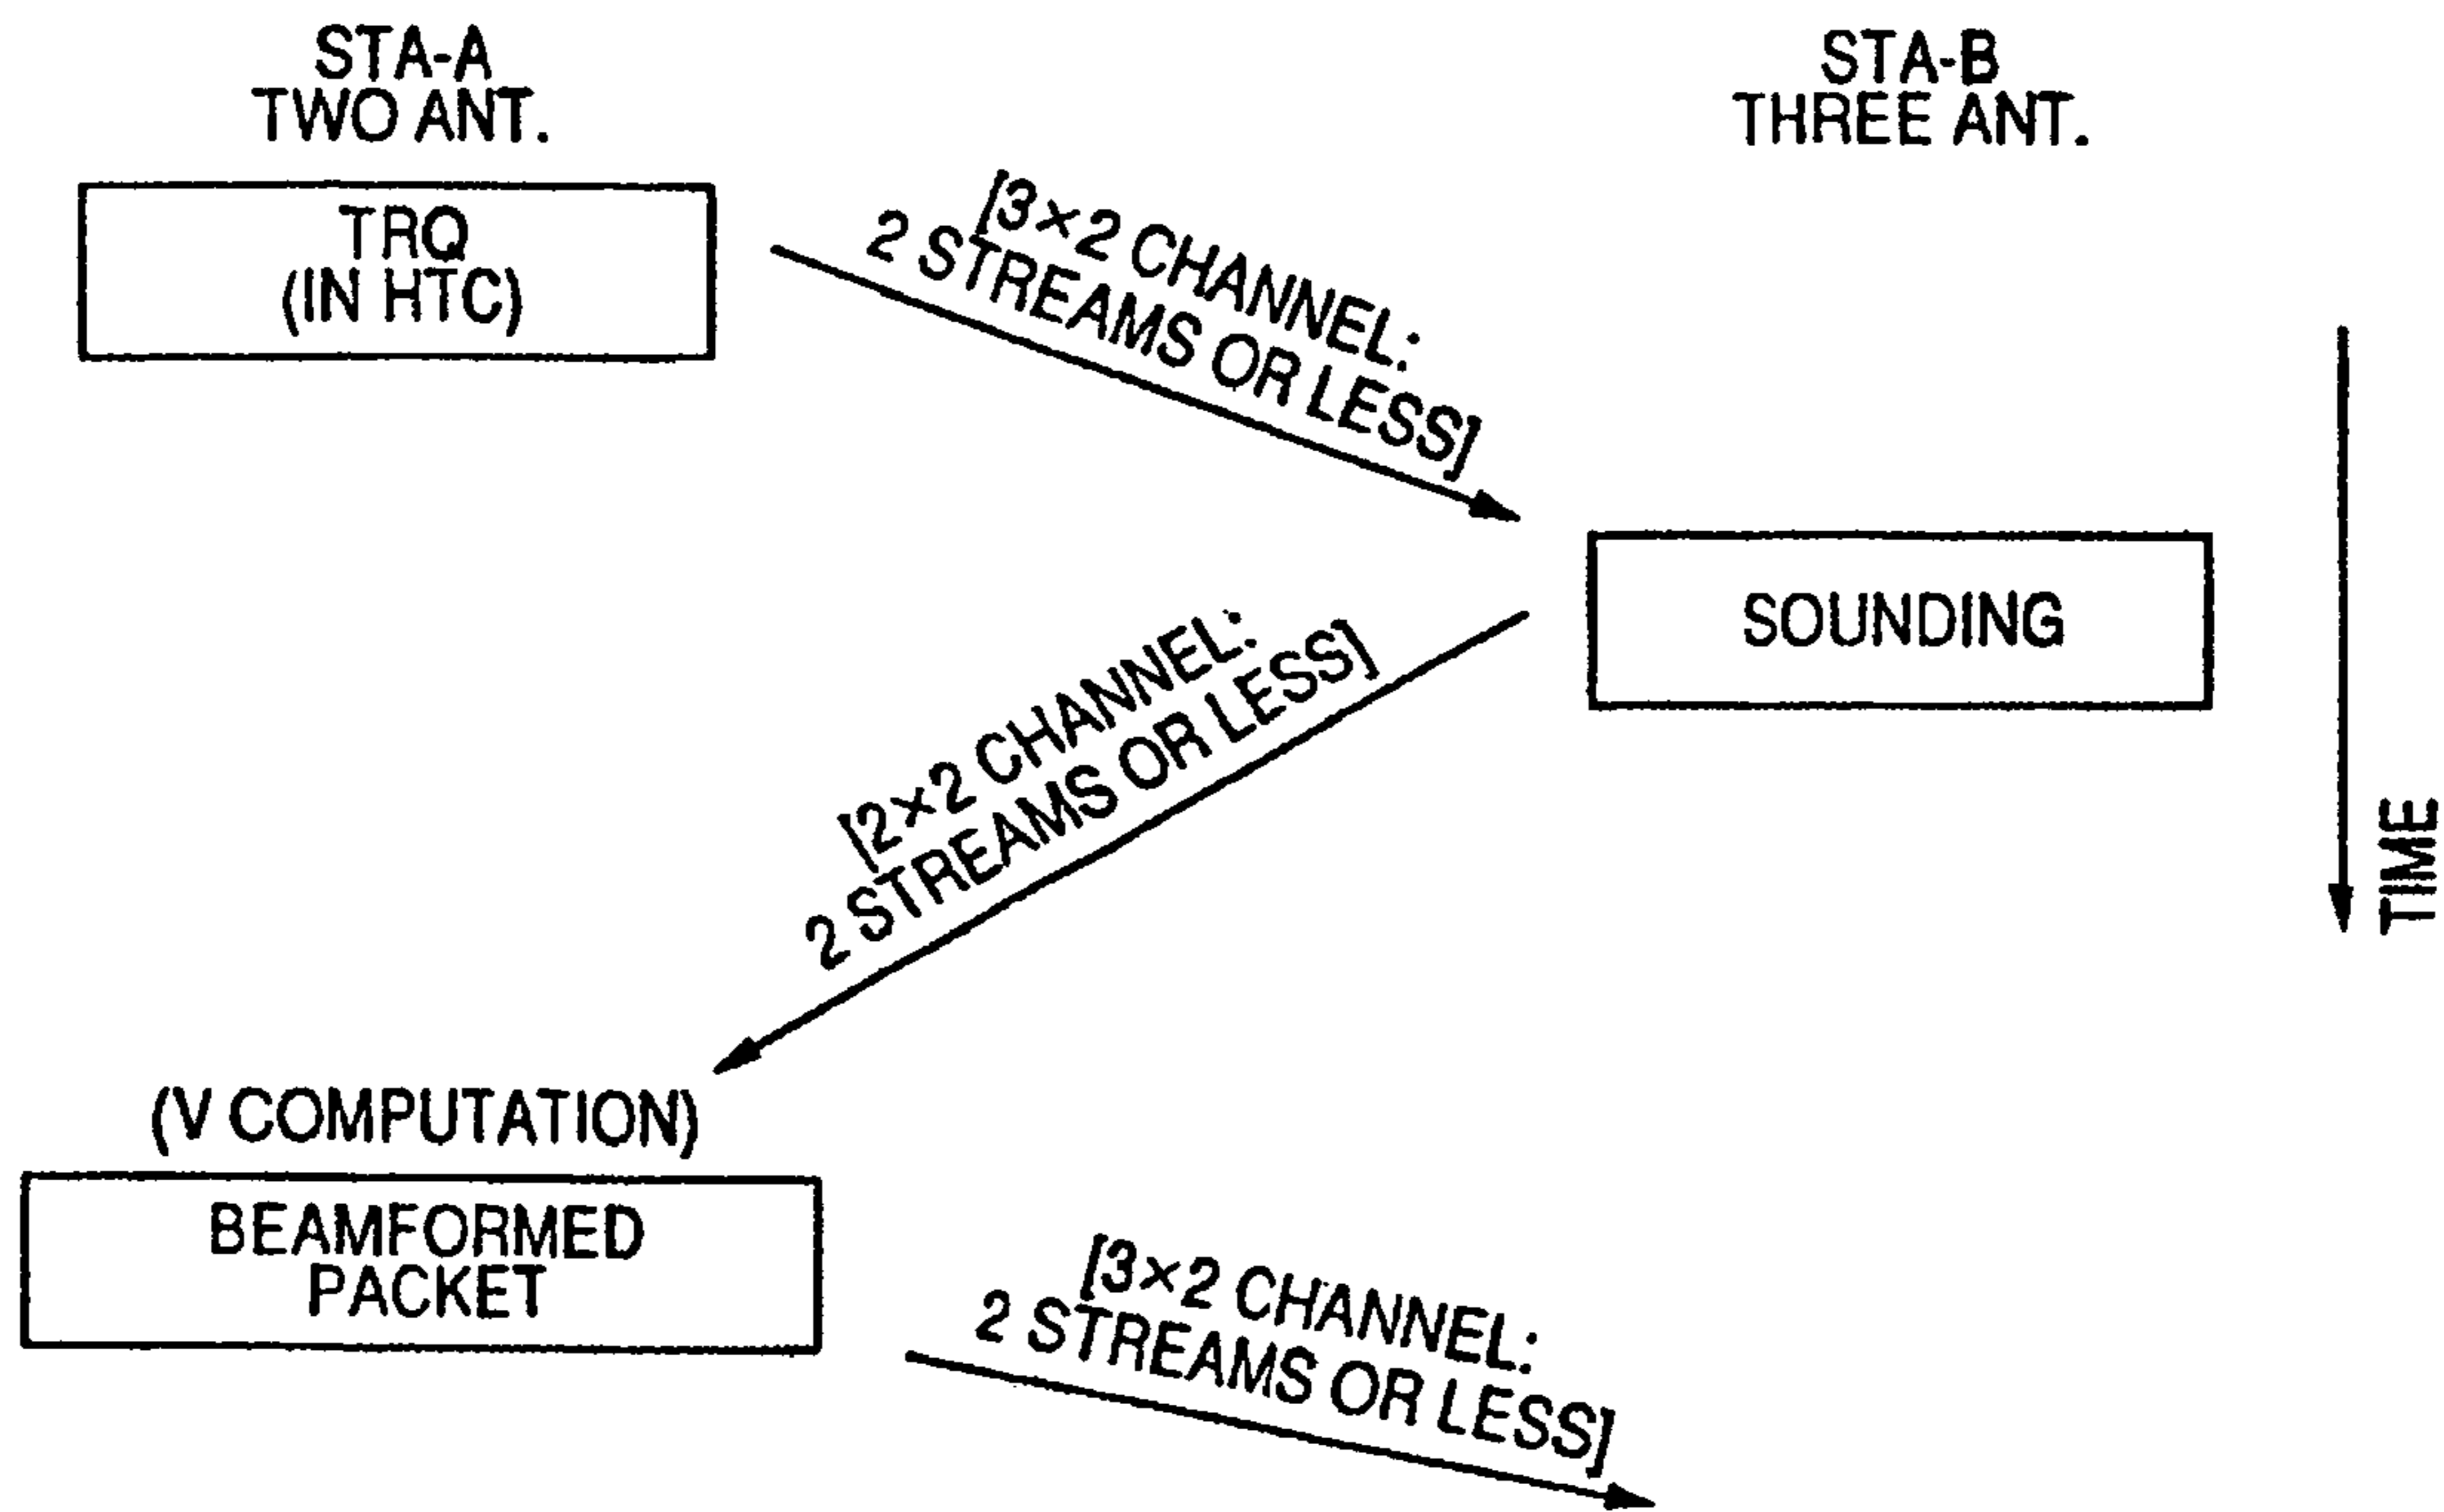 STA-A
TWO ANT.
STA-B
THREE ANT.
TRQ
(IN HTC)
[3×2 CHANNEL:
2 STREAMS OR LESS]
SOUNDING
[2×2 CHANNEL:
2 STREAMS OR LESS]
TIME
(V COMPUTATION)
BEAMFORMED
PACKET
[3×2 CHANNEL:
2 STREAMS OR LESS]